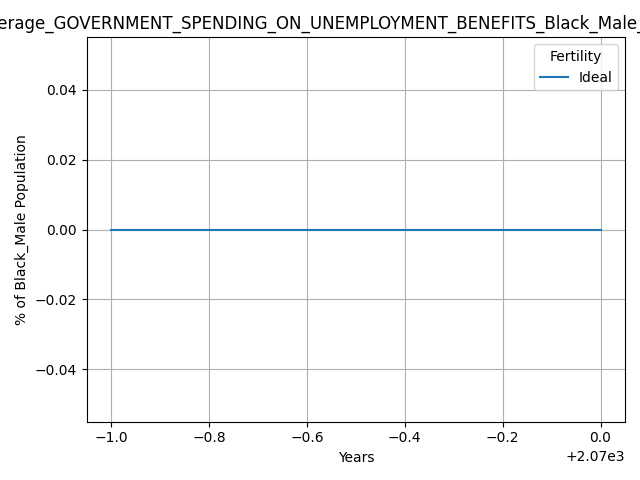 erage_GOVERNMENT_SPENDING_ON_UNEMPLOYMENT_BENEFITS_Black_Male_
Fertility
Ideal
% of Black_Male Population
0.04
0.02
0.00
−0.02
−0.04
−1.0 −0.8 −0.6 −0.4 −0.2 0.0
+2.07e3
Years